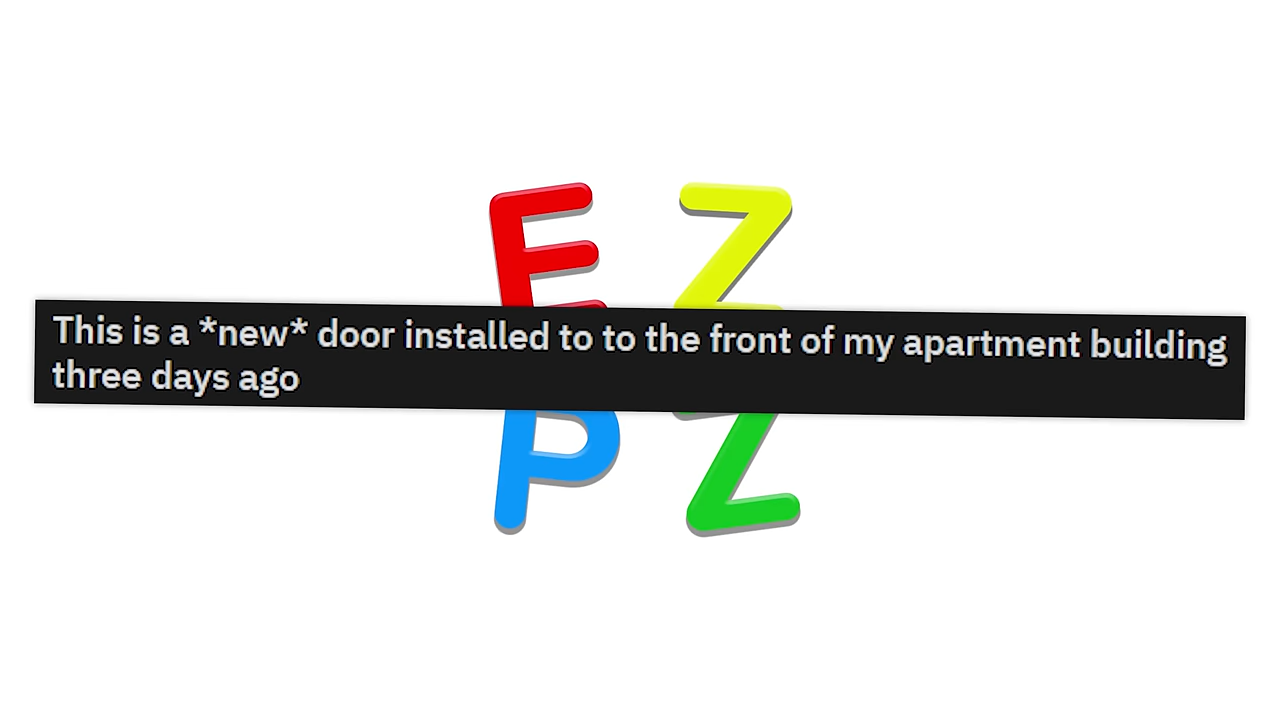 E Z
This is a *new* door installed to to the front of my apartment building
three days ago
P Z